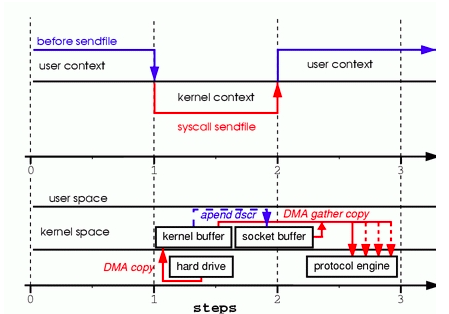 before sendfile
user context
user context
kernel context
syscall sendfile
0 1 2 3
user space
apend dscr
DMA gather copy
kernel space
kernel buffer
socket buffer
DMA copy
hard drive
protocol engine
0 1 2 3
steps